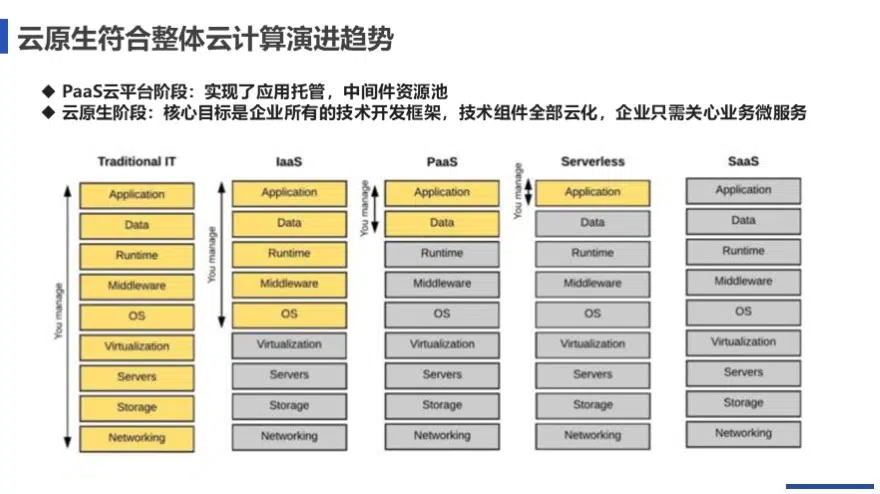 云原生符合整体云计算演进趋势
◆ PaaS云平台阶段：实现了应用托管，中间件资源池
◆ 云原生阶段：核心目标是企业所有的技术开发框架，技术组件全部云化，企业只需关心业务微服务
Traditional IT
You manage
Application
Data
Runtime
Middleware
OS
Virtualization
Servers
Storage
Networking
IaaS
You manage
Application
Data
Runtime
Middleware
OS
Virtualization
Servers
Storage
Networking
PaaS
You manage
Application
Data
Runtime
Middleware
OS
Virtualization
Servers
Storage
Networking
Serverless
You manage
Application
Data
Runtime
Middleware
OS
Virtualization
Servers
Storage
Networking
SaaS
Application
Data
Runtime
Middleware
OS
Virtualization
Servers
Storage
Networking